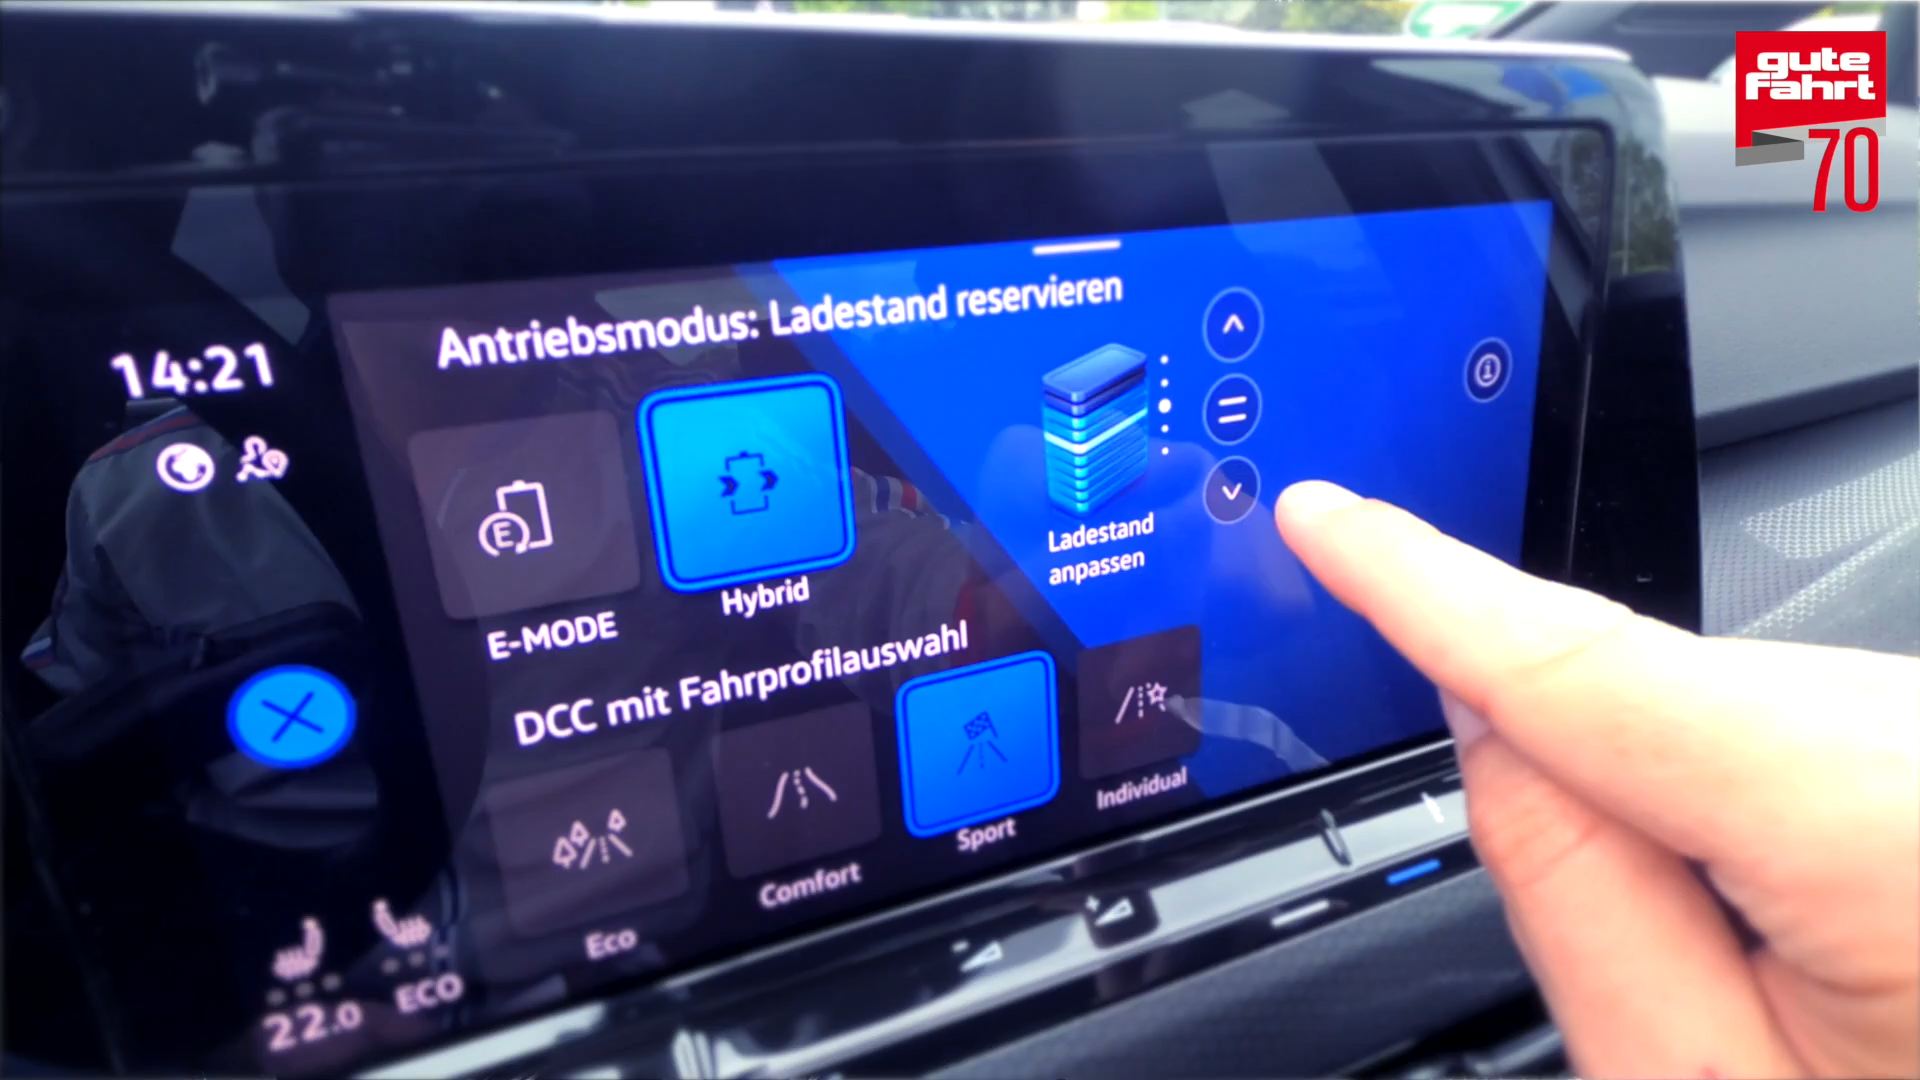 gute
fahrt
70
Antriebsmodus: Ladestand reservieren
14:21
E
E-MODE
Hybrid
Ladestand
anpassen
i
DCC mit Fahrprofilauswahl
Eco
Comfort
Sport
Individual
22.0
ECO